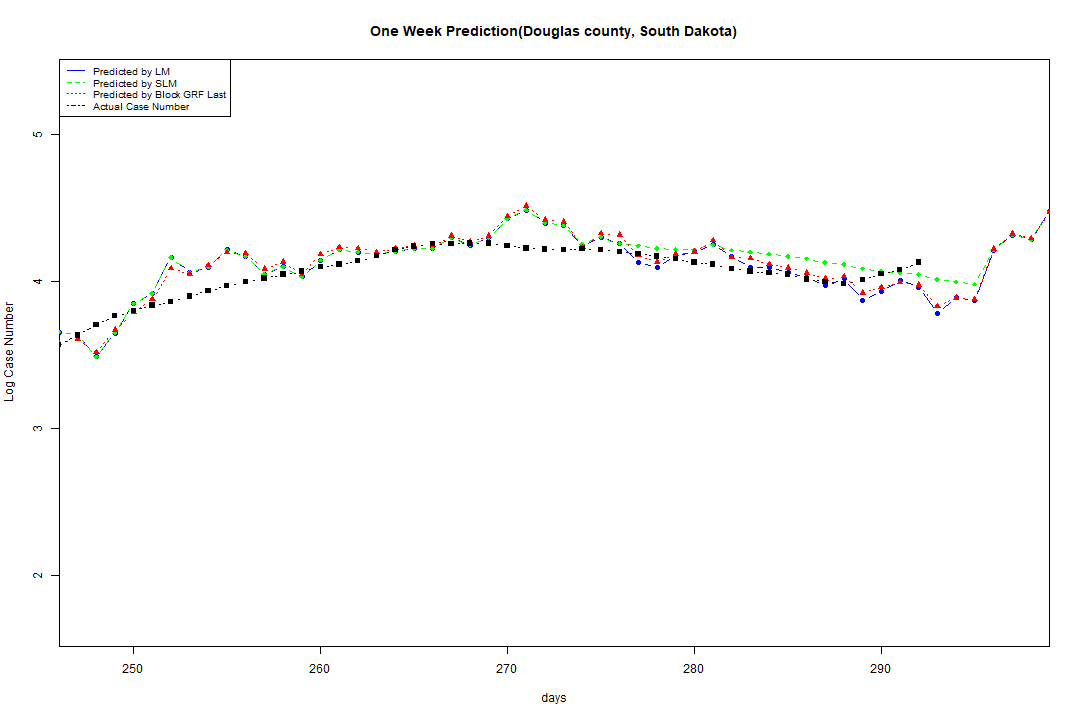 One Week Prediction(Douglas county, South Dakota)
Predicted by LM
Predicted by SLM
Predicted by Block GRF Last
Actual Case Number
5
4
3
2
Log Case Number
250
260
270
280
290
days